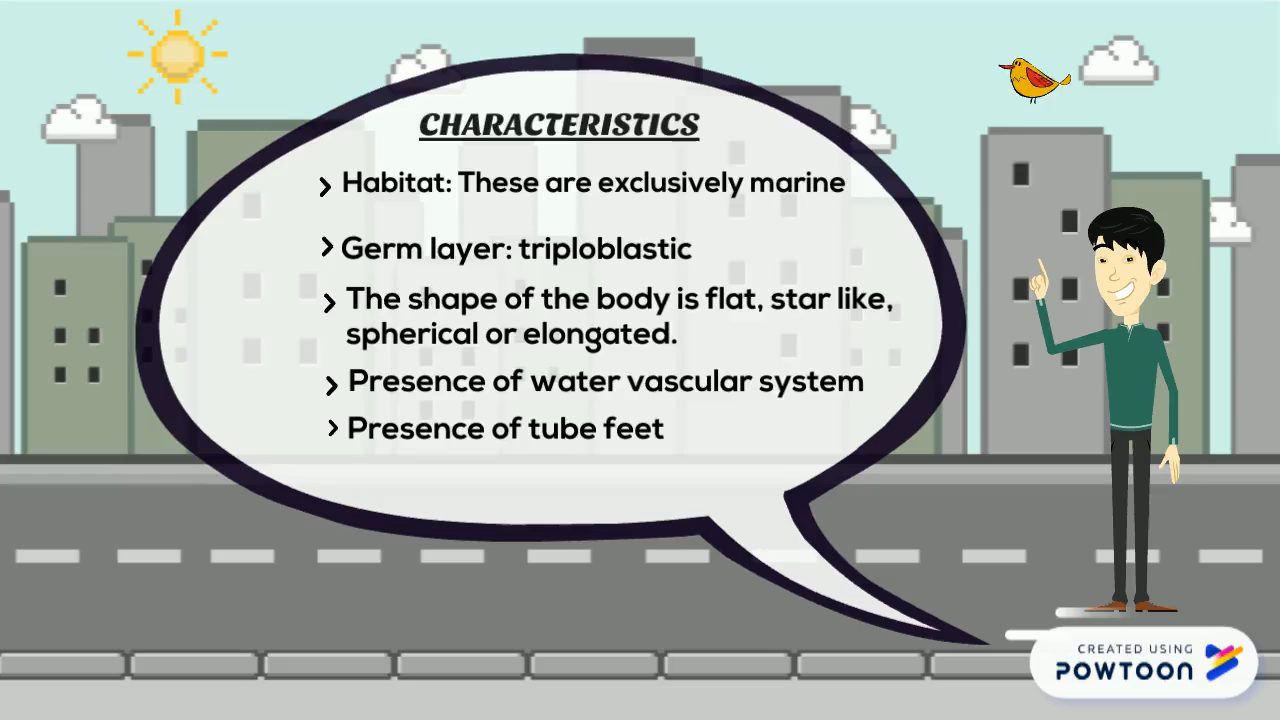 CHARACTERISTICS
Habitat: These are exclusively marine
Germ layer: triploblastic
The shape of the body is flat, star like,
spherical or elongated.
Presence of water vascular system
Presence of tube feet
CREATED USING
POWTOON